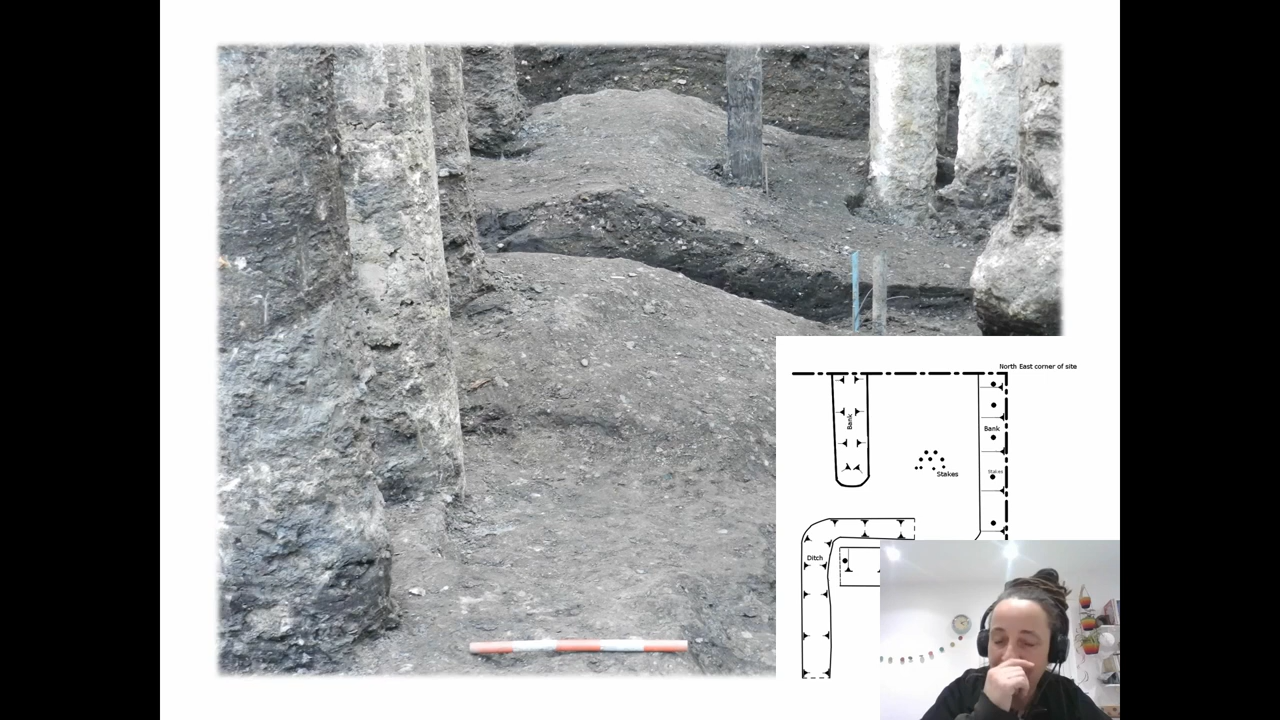 North East corner of site
Bank
Bank
Stakes
Stakes
Ditch